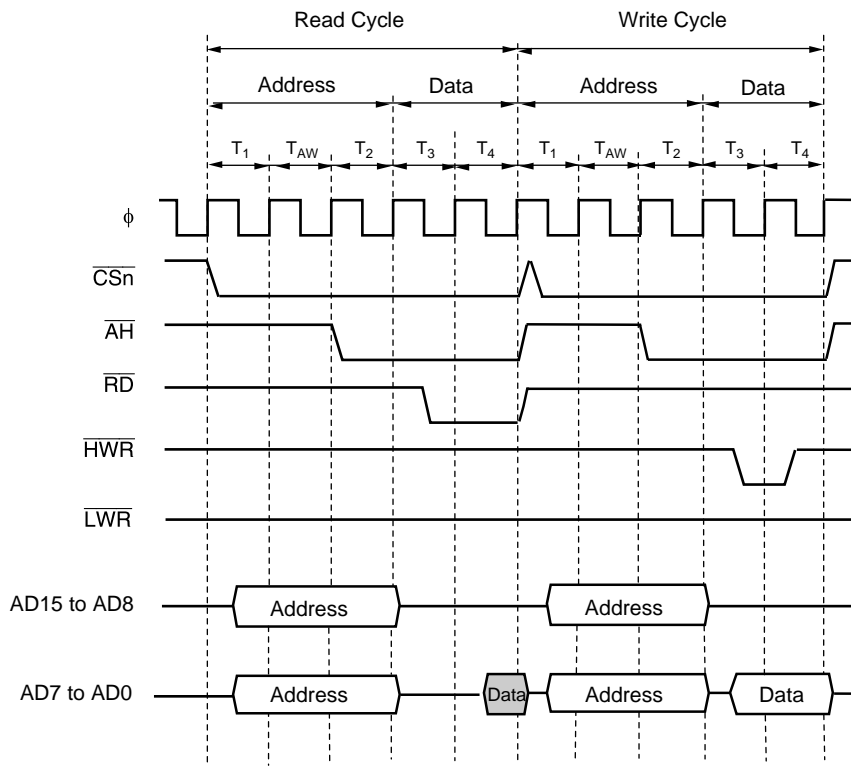 Read Cycle Write Cycle
Address Data Address Data
T1 TAW T2 T3 T4 T1 TAW T2 T3 T4
ϕ
CSn
AH
RD
HWR
LWR
AD15 to AD8 Address Address
AD7 to AD0 Address Data Address Data